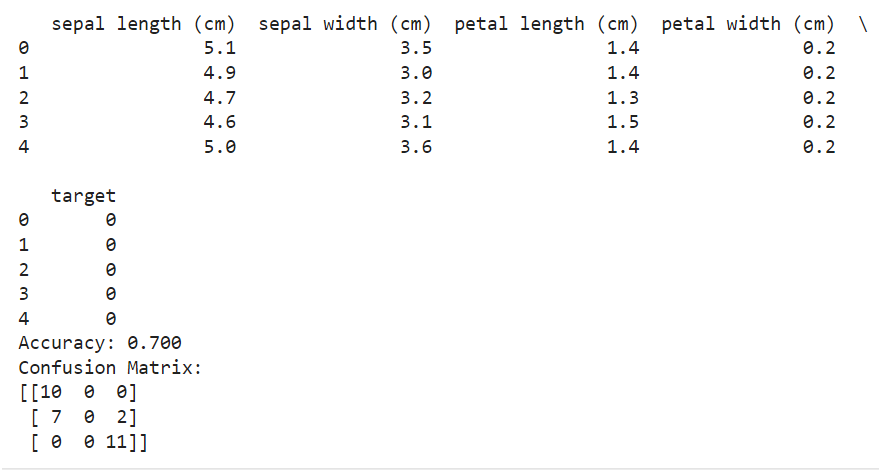 sepal length (cm)  sepal width (cm)  petal length (cm)  petal width (cm)  \
0                5.1               3.5                1.4               0.2
1                4.9               3.0                1.4               0.2
2                4.7               3.2                1.3               0.2
3                4.6               3.1                1.5               0.2
4                5.0               3.6                1.4               0.2

   target
0       0
1       0
2       0
3       0
4       0
Accuracy: 0.700
Confusion Matrix:
[[10  0  0]
 [ 7  0  2]
 [ 0  0 11]]